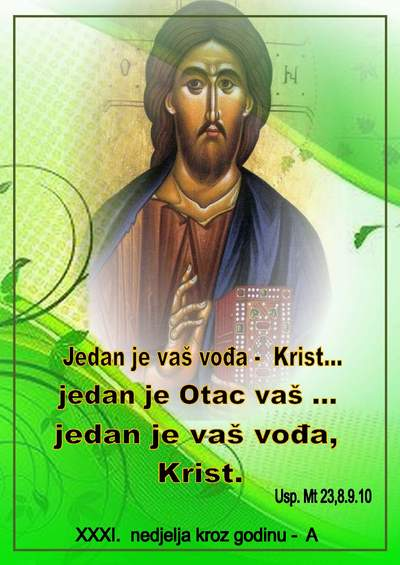 Jedan je vaš vođa - Krist...
jedan je Otac vaš ...
jedan je vaš vođa,
Krist.
Usp. Mt 23,8.9.10
XXXI. nedjelja kroz godinu - A